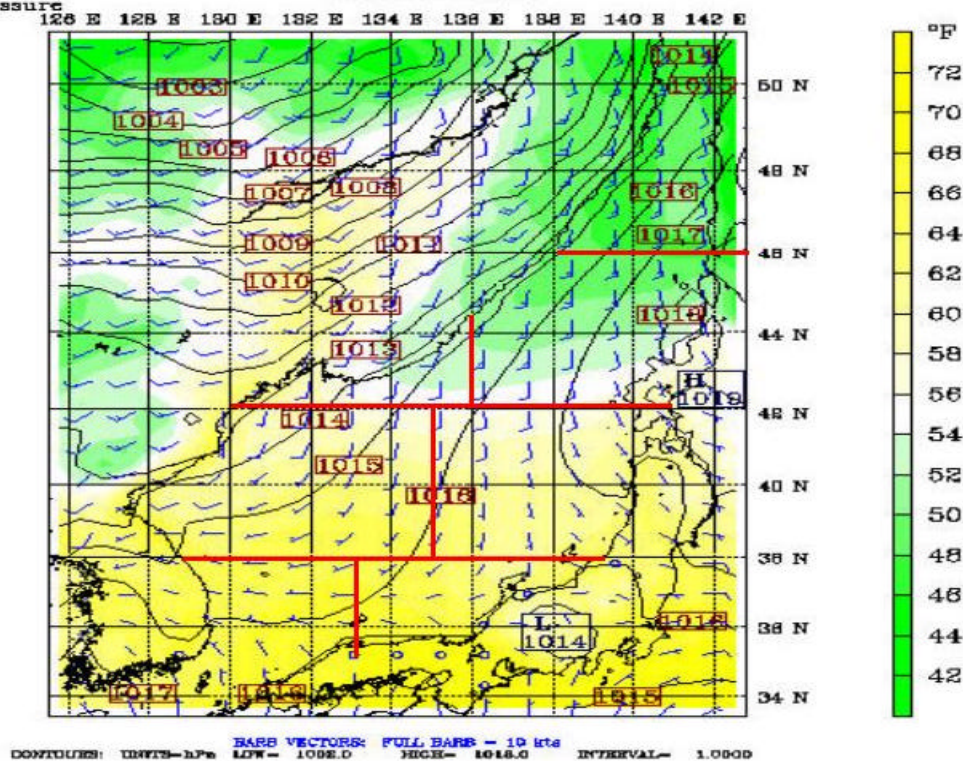 ssure
126 E 128 E 130 E 132 E 134 E 136 E 138 E 140 E 142 E
°F
1014
72
1003 1015 50 N
70
1004
1005 1006
68
48 N
1007 1008 1016
66
1009 1011 1017
64
46 N
1010
62
1012 1018
60
44 N
1013
58
H
1019
56
42 N
1014
54
1015
52
1016 40 N
50
38 N
48
L
1014
1016 36 N
46
44
1017 1016 1015 34 N
42
BARB VECTORS: FULL BARB = 10 kts
CONTOURS: UNITS=hPa LOW= 1002.0 HIGH= 1018.0 INTERVAL= 1.0000